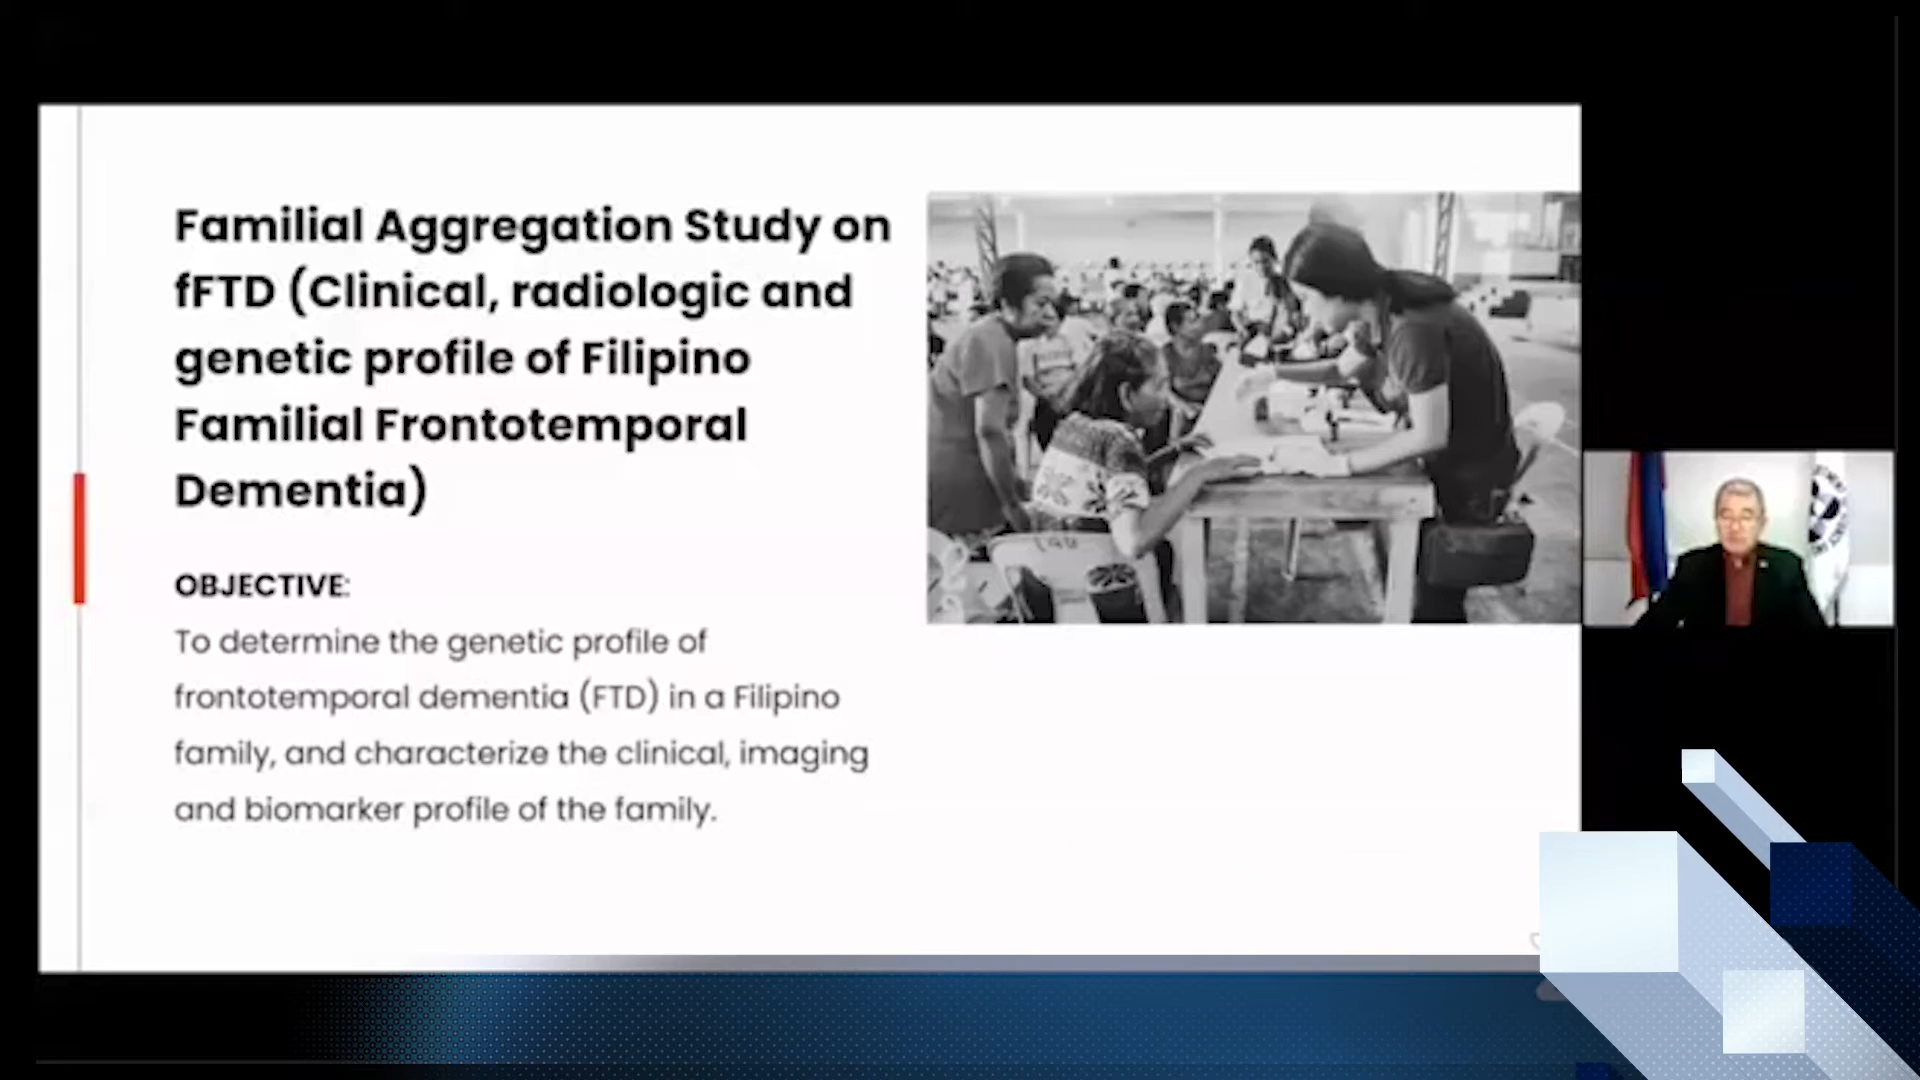 Familial Aggregation Study on
fFTD (Clinical, radiologic and
genetic profile of Filipino
Familial Frontotemporal
Dementia)
OBJECTIVE:
To determine the genetic profile of
frontotemporal dementia (FTD) in a Filipino
family, and characterize the clinical, imaging
and biomarker profile of the family.